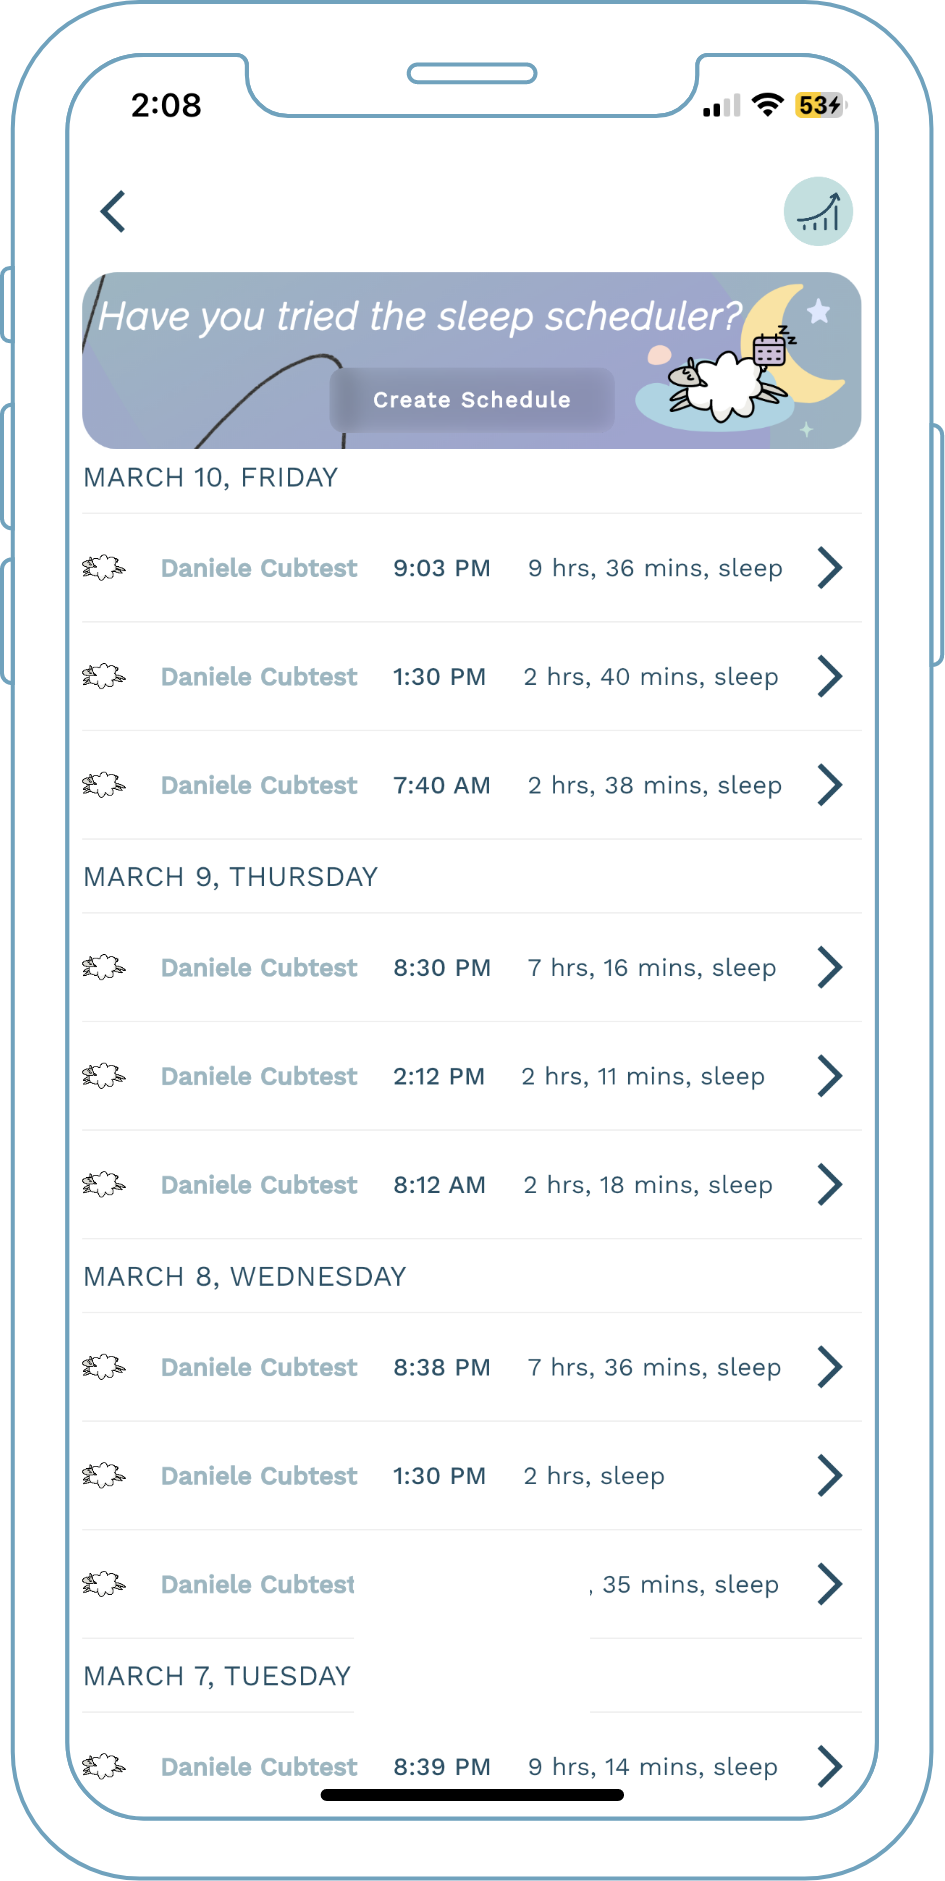 2:08
53
Have you tried the sleep scheduler?
Create Schedule
MARCH 10, FRIDAY
Daniele Cubtest 9:03 PM 9 hrs, 36 mins, sleep
Daniele Cubtest 1:30 PM 2 hrs, 40 mins, sleep
Daniele Cubtest 7:40 AM 2 hrs, 38 mins, sleep
MARCH 9, THURSDAY
Daniele Cubtest 8:30 PM 7 hrs, 16 mins, sleep
Daniele Cubtest 2:12 PM 2 hrs, 11 mins, sleep
Daniele Cubtest 8:12 AM 2 hrs, 18 mins, sleep
MARCH 8, WEDNESDAY
Daniele Cubtest 8:38 PM 7 hrs, 36 mins, sleep
Daniele Cubtest 1:30 PM 2 hrs, sleep
Daniele Cubtest , 35 mins, sleep
MARCH 7, TUESDAY
Daniele Cubtest 8:39 PM 9 hrs, 14 mins, sleep